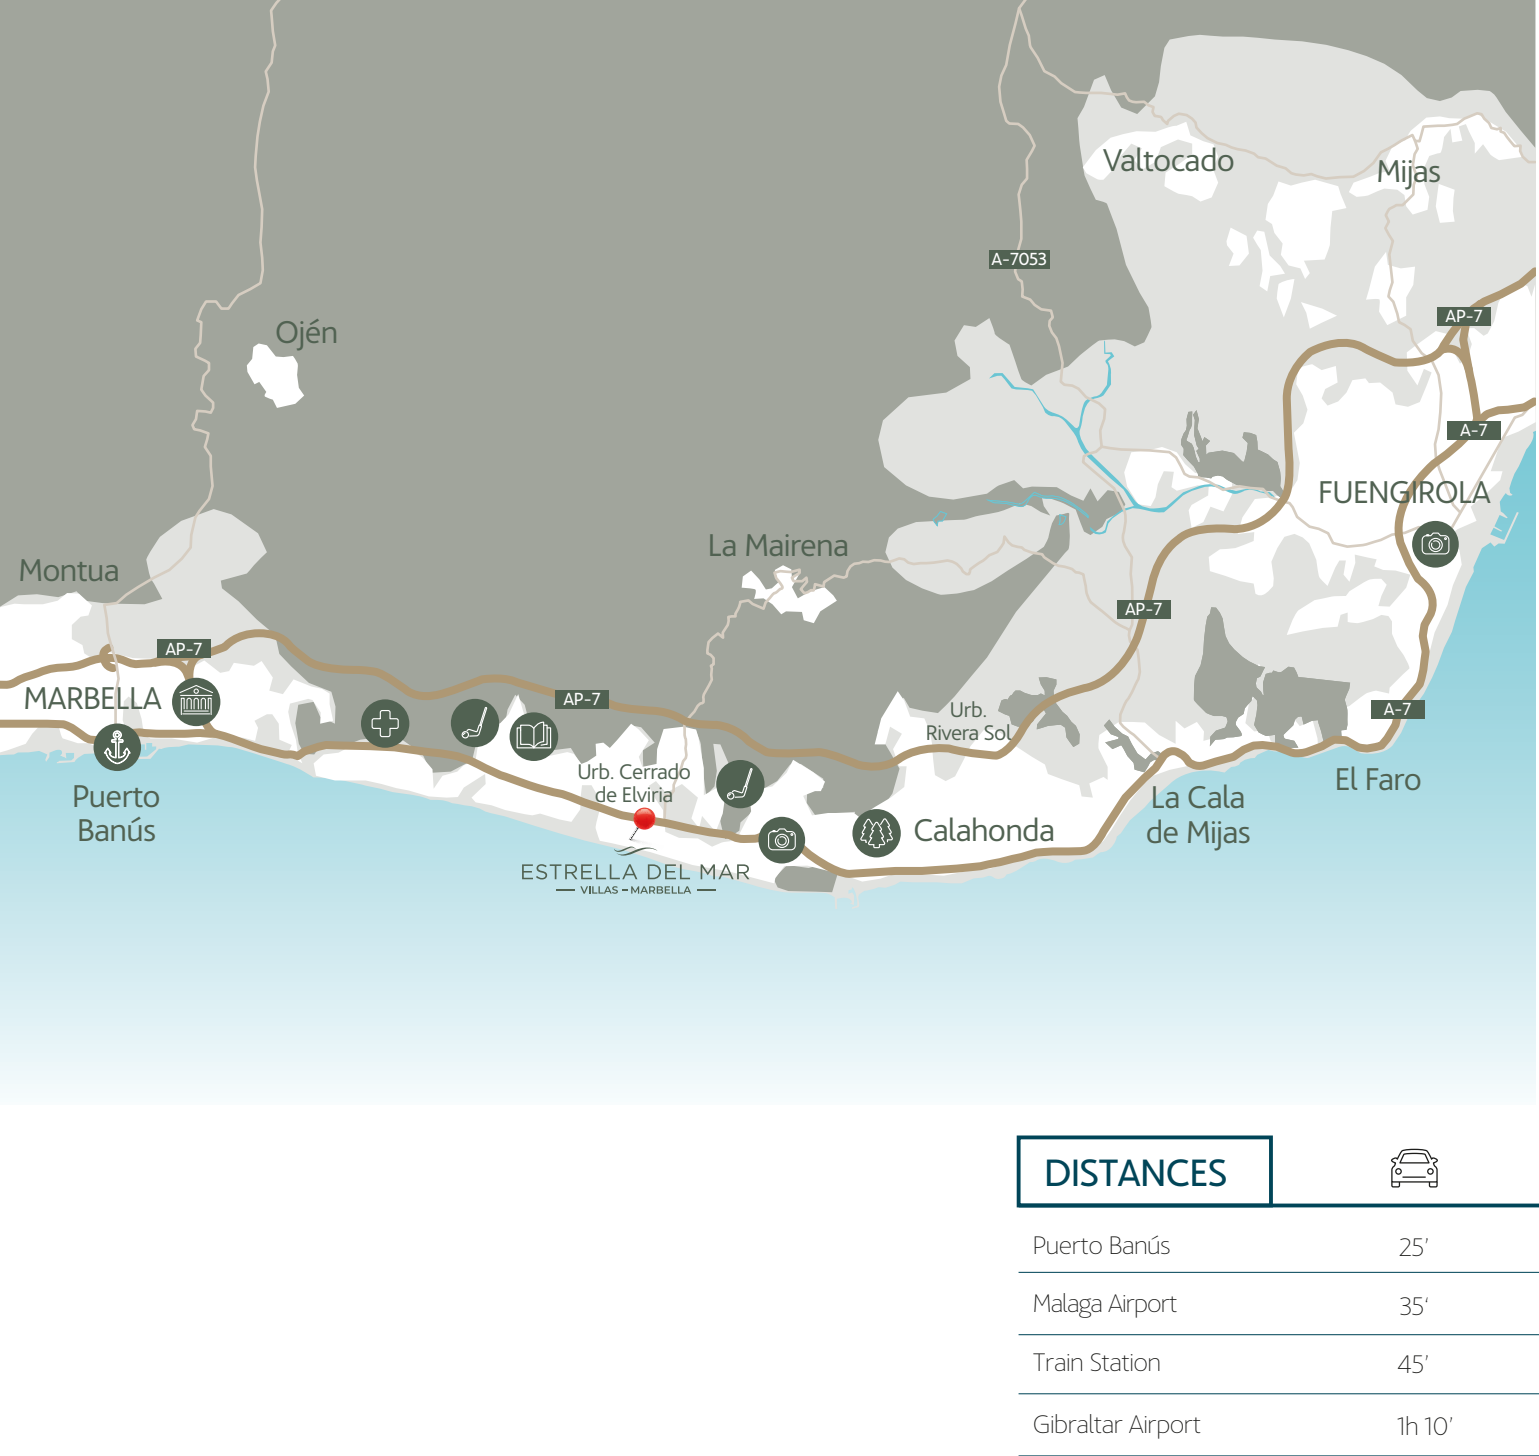 Valtocado
Mijas
A-7053
AP-7
Ojén
A-7
FUENGIROLA
La Mairena
Montua
AP-7
AP-7
MARBELLA
AP-7
Urb.
Rivera Sol
A-7
Urb. Cerrado
de Elviria
El Faro
Puerto
Banús
La Cala
de Mijas
Calahonda
ESTRELLA DEL MAR
VILLAS - MARBELLA
DISTANCES
Puerto Banús 25'
Malaga Airport 35'
Train Station 45'
Gibraltar Airport 1h 10'